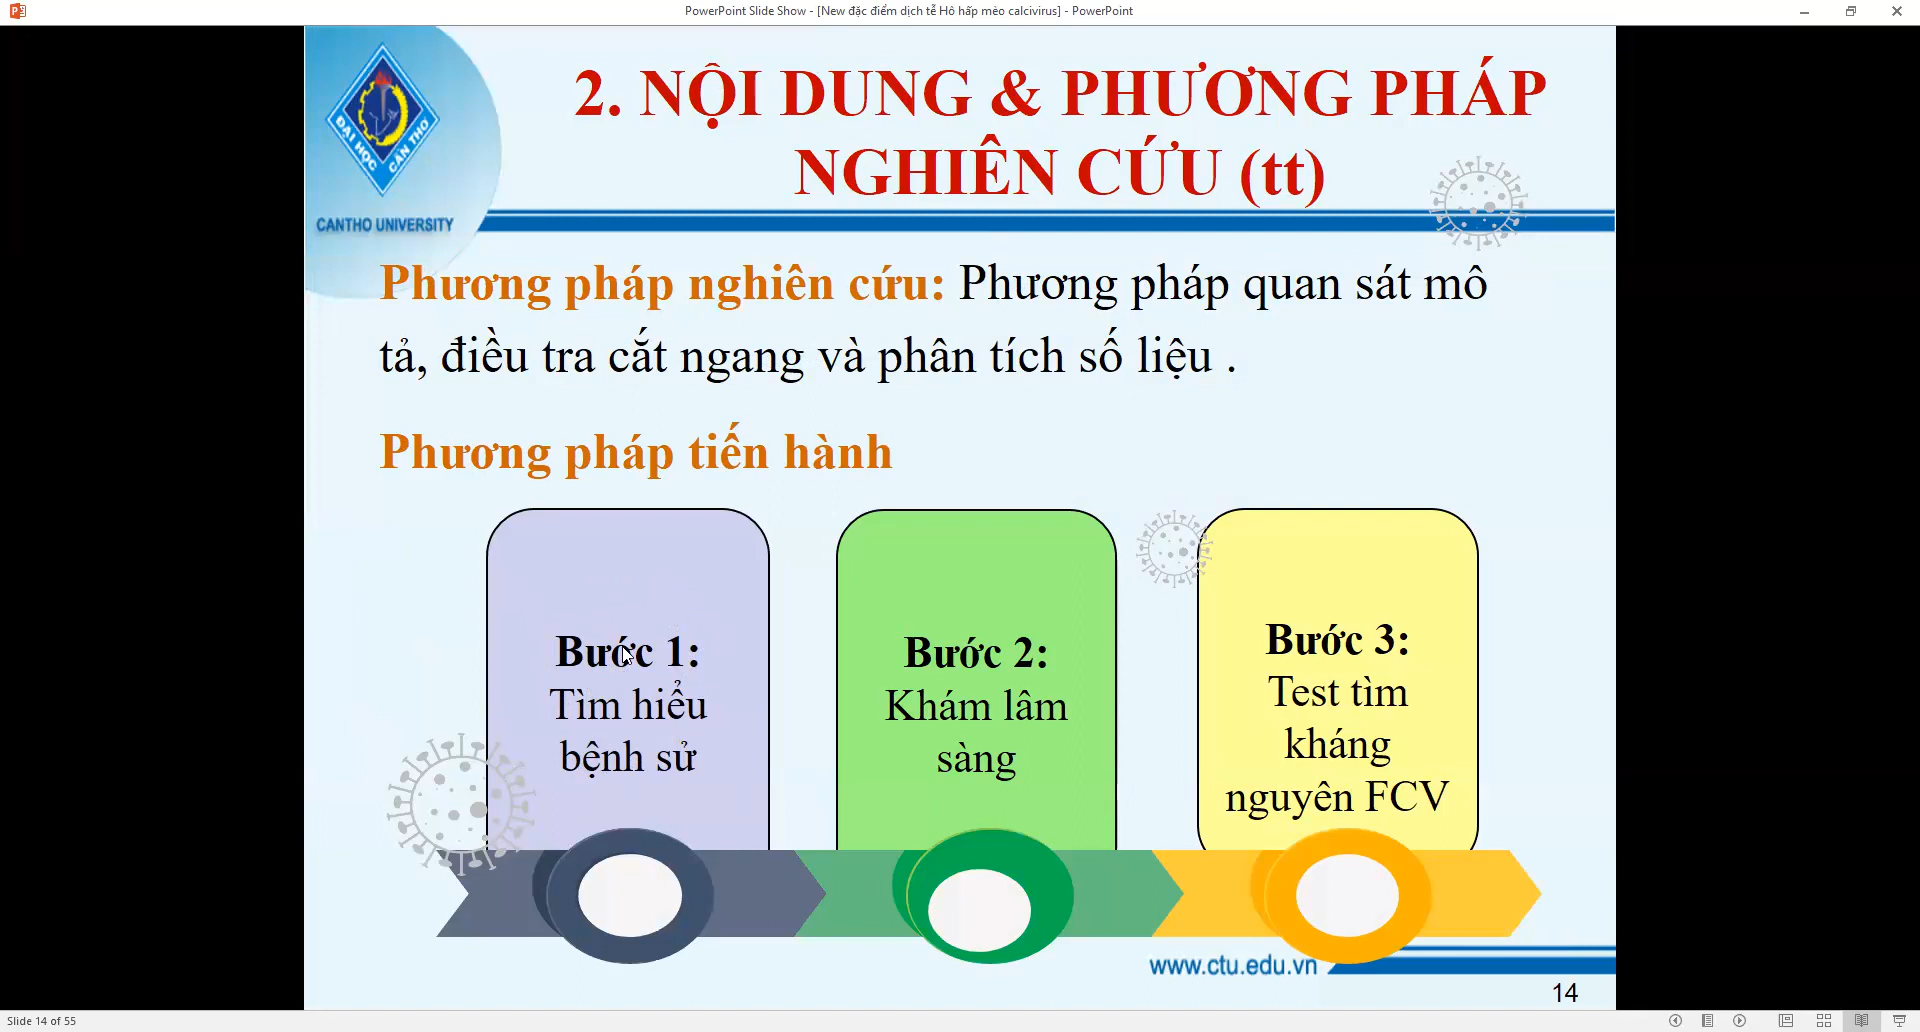 PowerPoint Slide Show - [New đặc điểm dịch tễ Hô hấp mèo calcivirus] - PowerPoint
2. NỘI DUNG & PHƯƠNG PHÁP
NGHIÊN CỨU (tt)
ĐẠI HỌC CẦN THƠ
CANTHO UNIVERSITY
Phương pháp nghiên cứu: Phương pháp quan sát mô
tả, điều tra cắt ngang và phân tích số liệu .
Phương pháp tiến hành
Bước 1:
Tìm hiểu
bệnh sử
Bước 2:
Khám lâm
sàng
Bước 3:
Test tìm
kháng
nguyên FCV
www.ctu.edu.vn
14
Slide 14 of 55